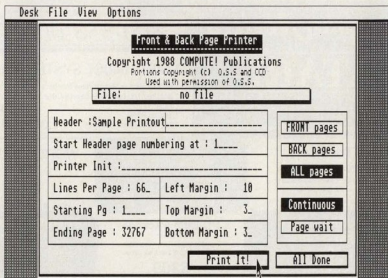 Desk File View Options
Front & Back Page Printer
Copyright 1988 COMPUTE! Publications
Portions Copyright (c) O.S.S and CCD
Used with permission of O.S.S.
File: no file
Header :Sample Printout
Start Header page numbering at : 1
Printer Init :
Lines Per Page : 66 Left Margin : 10
Starting Pg : 1 Top Margin : 3
Ending Page : 32767 Bottom Margin : 3
FRONT pages
BACK pages
ALL pages
Continuous
Page wait
Print It!
All Done